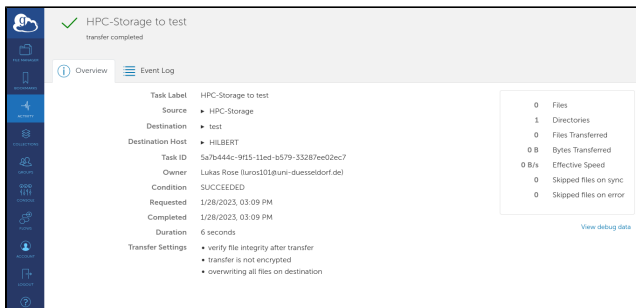 HPC-Storage to test
transfer completed
FILE MANAGER
BOOKMARKS
ACTIVITY
COLLECTIONS
GROUPS
CONSOLE
FLOWS
ACCOUNT
LOGOUT
Overview
Event Log
Task Label HPC-Storage to test
Source ▸ HPC-Storage
Destination ▸ test
Destination Host ▸ HILBERT
Task ID 5a7b444c-9f15-11ed-b579-33287ee02ec7
Owner Lukas Rose (luros101@uni-duesseldorf.de)
Condition SUCCEEDED
Requested 1/28/2023, 03:09 PM
Completed 1/28/2023, 03:09 PM
Duration 6 seconds
Transfer Settings • verify file integrity after transfer
• transfer is not encrypted
• overwriting all files on destination
0 Files
1 Directories
0 Files Transferred
0 B Bytes Transferred
0 B/s Effective Speed
0 Skipped files on sync
0 Skipped files on error
View debug data